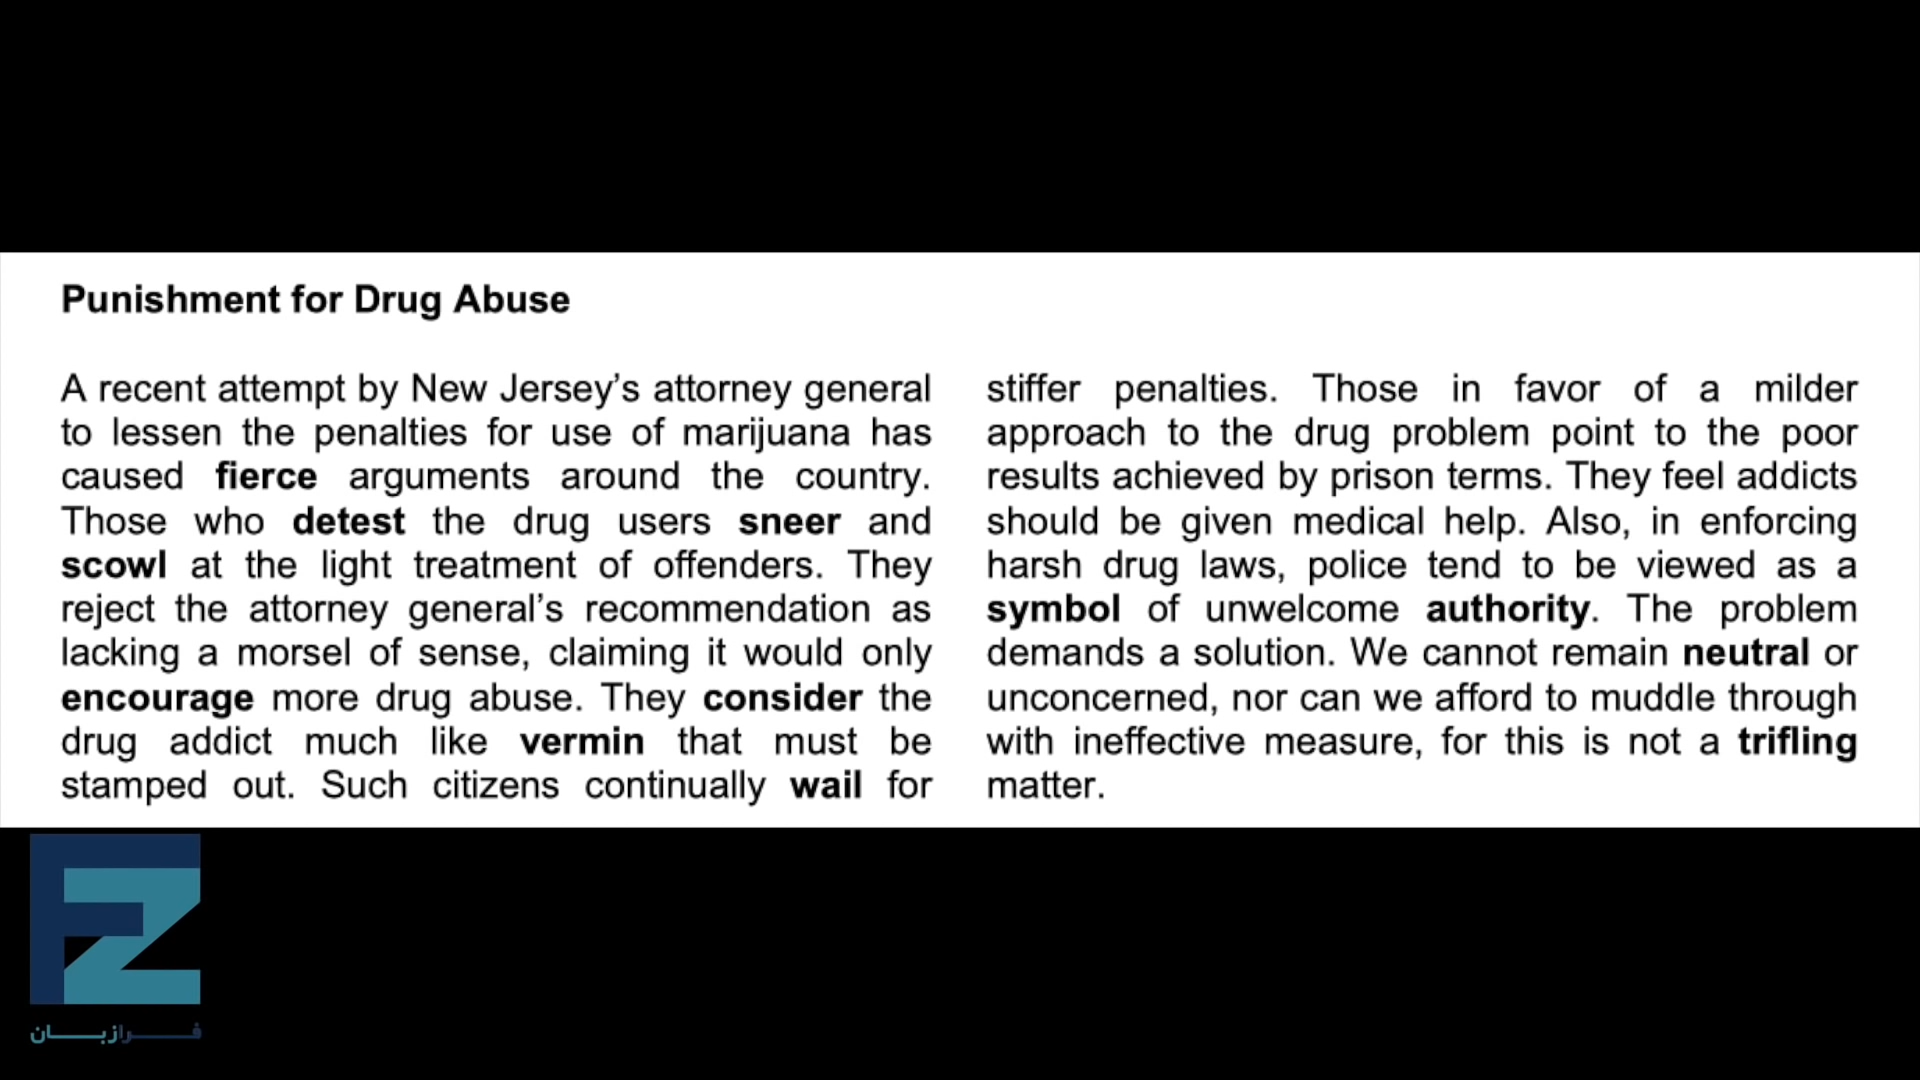 Punishment for Drug Abuse
A recent attempt by New Jersey’s attorney general
to lessen the penalties for use of marijuana has
caused fierce arguments around the country.
Those who detest the drug users sneer and
scowl at the light treatment of offenders. They
reject the attorney general’s recommendation as
lacking a morsel of sense, claiming it would only
encourage more drug abuse. They consider the
drug addict much like vermin that must be
stamped out. Such citizens continually wail for
stiffer penalties. Those in favor of a milder
approach to the drug problem point to the poor
results achieved by prison terms. They feel addicts
should be given medical help. Also, in enforcing
harsh drug laws, police tend to be viewed as a
symbol of unwelcome authority. The problem
demands a solution. We cannot remain neutral or
unconcerned, nor can we afford to muddle through
with ineffective measure, for this is not a trifling
matter.
FZ
فرازبان